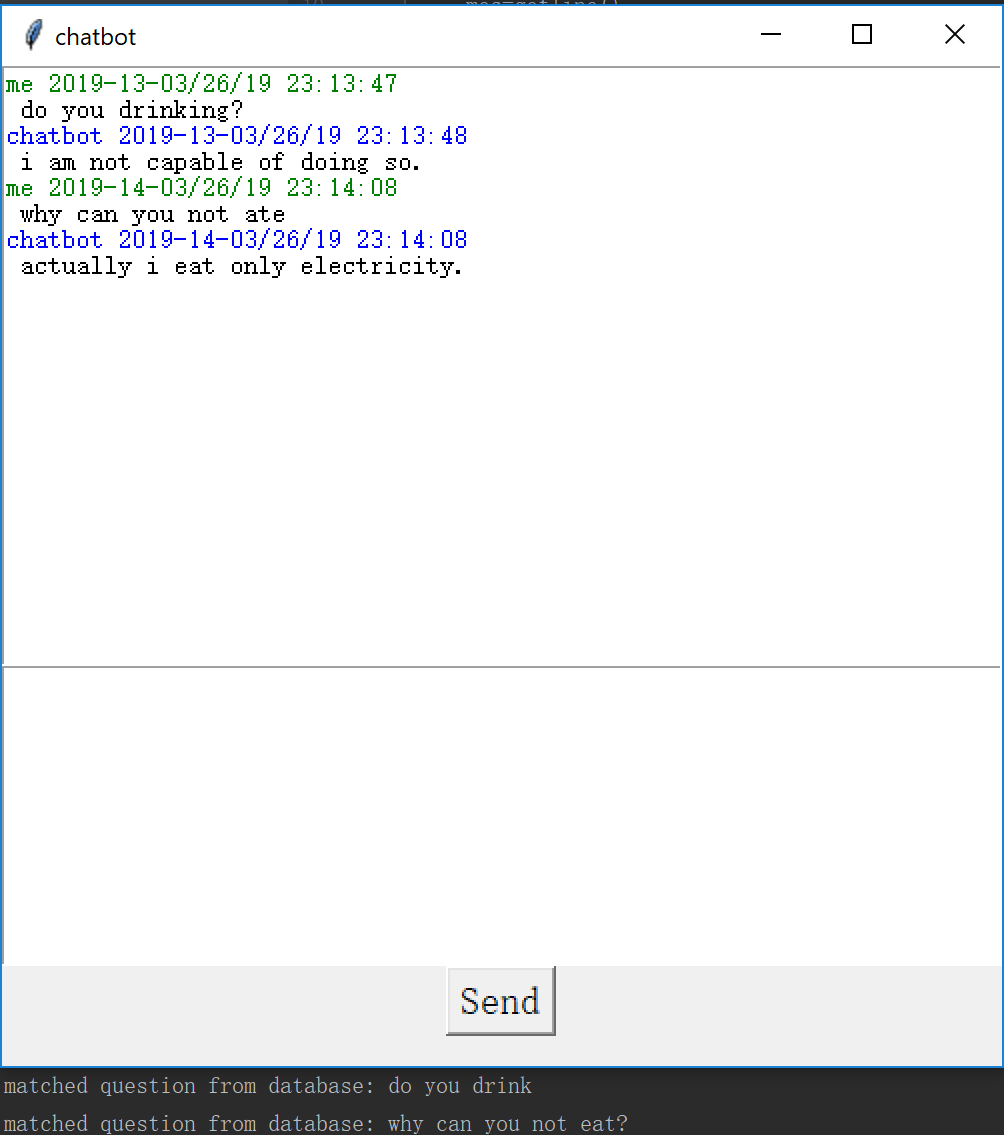 chatbot
me 2019-13-03/26/19 23:13:47
do you drinking?
chatbot 2019-13-03/26/19 23:13:48
i am not capable of doing so.
me 2019-14-03/26/19 23:14:08
why can you not ate
chatbot 2019-14-03/26/19 23:14:08
actually i eat only electricity.
Send
matched question from database: do you drink
matched question from database: why can you not eat?